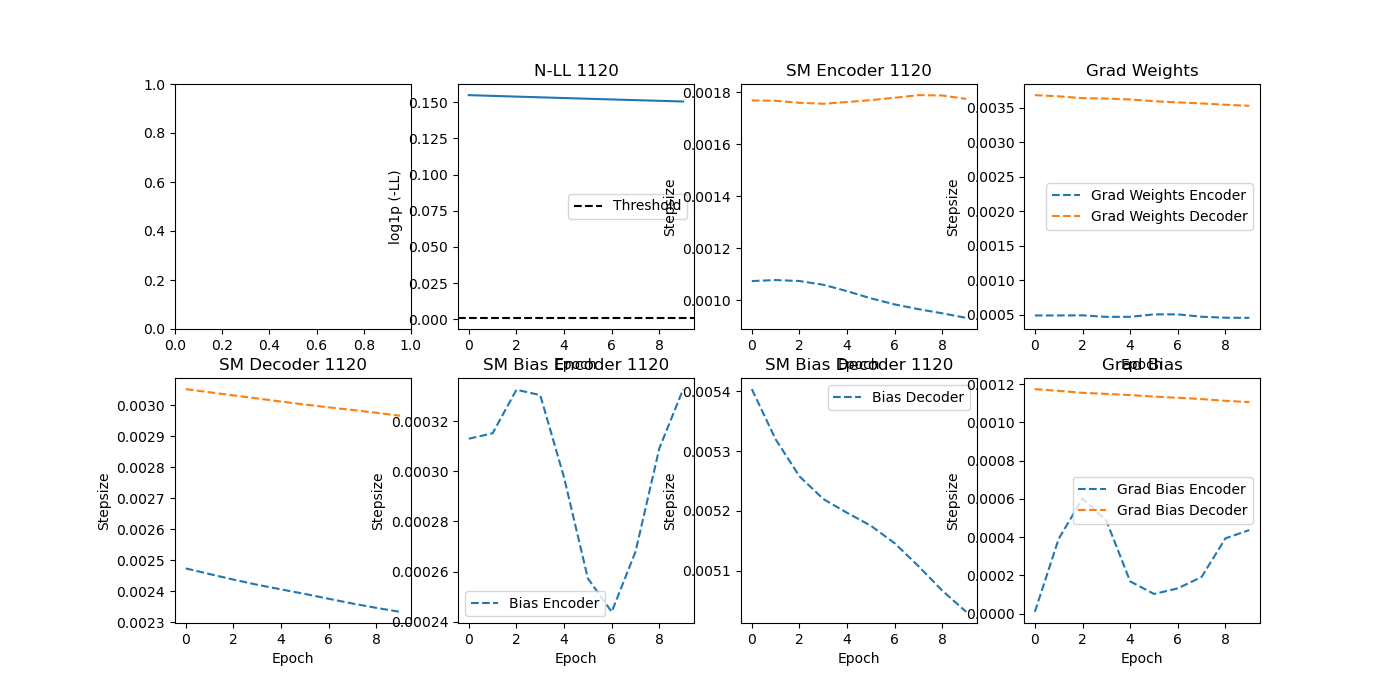 N-LL 1120
SM Encoder 1120
Grad Weights
1.0
0.8
0.6
0.4
0.2
0.0
0.0 0.2 0.4 0.6 0.8 1.0
log1p (-LL)
0.150
0.125
0.100
0.075
0.050
0.025
0.000
Threshold
0 2 4 6 8
Epoch
Stepsize
0.0018
0.0016
0.0014
0.0012
0.0010
0 2 4 6 8
Epoch
Stepsize
0.0035
0.0030
0.0025
0.0020
0.0015
0.0010
0.0005
Grad Weights Encoder
Grad Weights Decoder
0 2 4 6 8
Epoch
SM Decoder 1120
SM Bias Encoder 1120
SM Bias Decoder 1120
Grad Bias
Stepsize
0.0030
0.0029
0.0028
0.0027
0.0026
0.0025
0.0024
0.0023
0 2 4 6 8
Epoch
Stepsize
0.00032
0.00030
0.00028
0.00026
0.00024
Bias Encoder
0 2 4 6 8
Epoch
Stepsize
0.0054
0.0053
0.0052
0.0051
Bias Decoder
0 2 4 6 8
Epoch
Stepsize
0.0012
0.0010
0.0008
0.0006
0.0004
0.0002
0.0000
Grad Bias Encoder
Grad Bias Decoder
0 2 4 6 8
Epoch